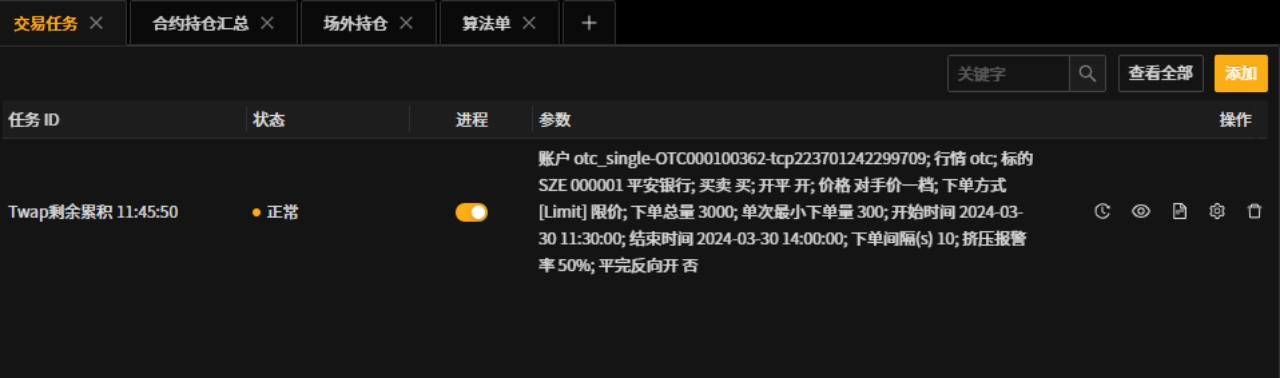 交易任务
合约持仓汇总
场外持仓
算法单
关键字
查看全部
添加
任务 ID
状态
进程
参数
操作
Twap剩余累积 11:45:50
正常
账户 otc_single-OTC000100362-tcp223701242299709; 行情 otc; 标的
SZE 000001 平安银行; 买卖 买; 开平 开; 价格 对手价一档; 下单方式
[Limit] 限价; 下单总量 3000; 单次最小下单量 300; 开始时间 2024-03-
30 11:30:00; 结束时间 2024-03-30 14:00:00; 下单间隔(s) 10; 挤压报警
率 50%; 平完反向开 否